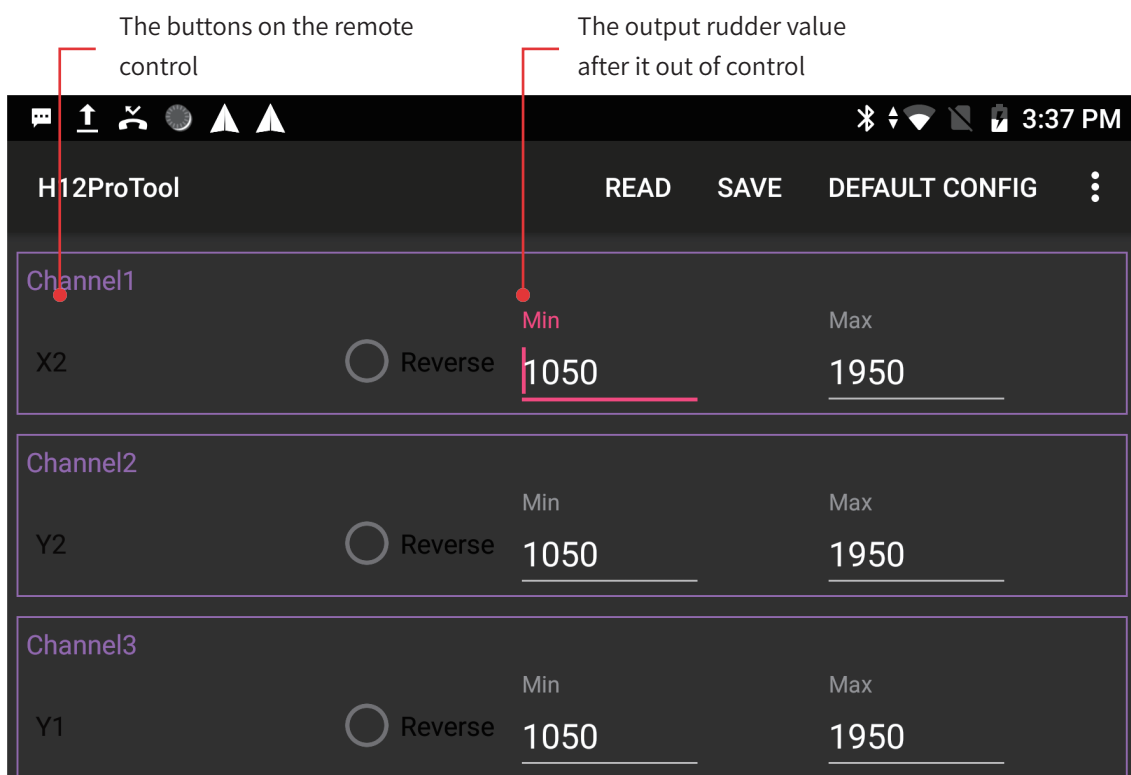 The buttons on the remote
control
The output rudder value
after it out of control
3:37 PM
H12ProTool READ SAVE DEFAULT CONFIG
Channel1
Min Max
X2 Reverse 1050 1950
Channel2
Min Max
Y2 Reverse 1050 1950
Channel3
Min Max
Y1 Reverse 1050 1950